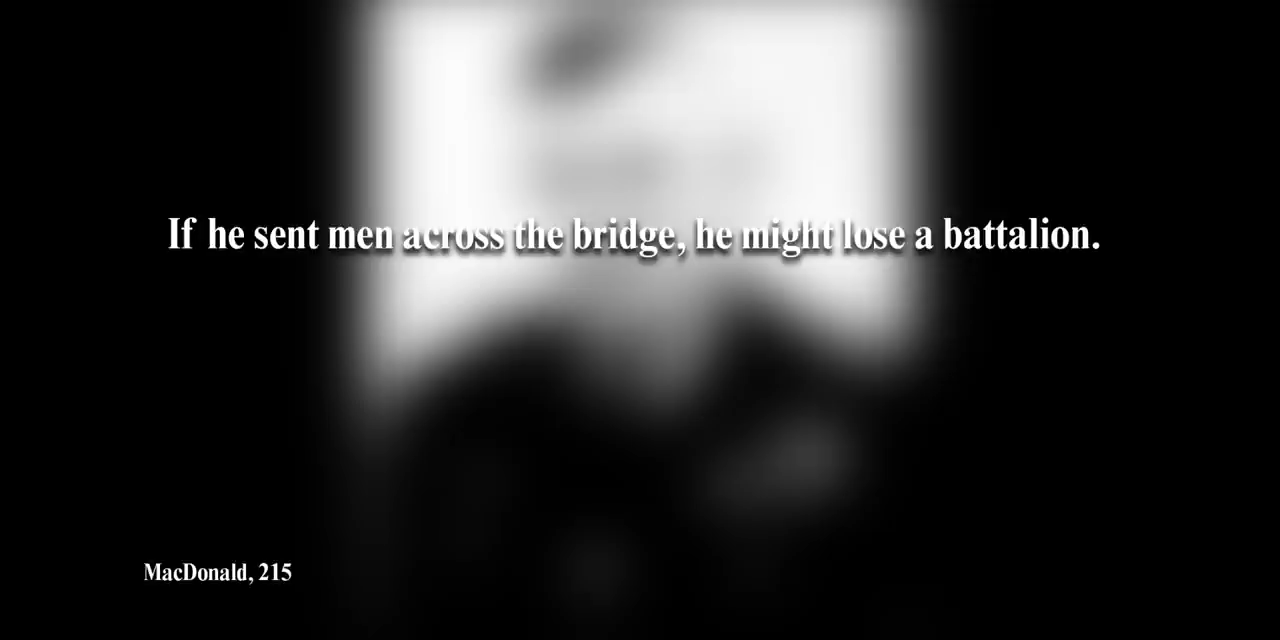 If he sent men across the bridge, he might lose a battalion.
MacDonald, 215